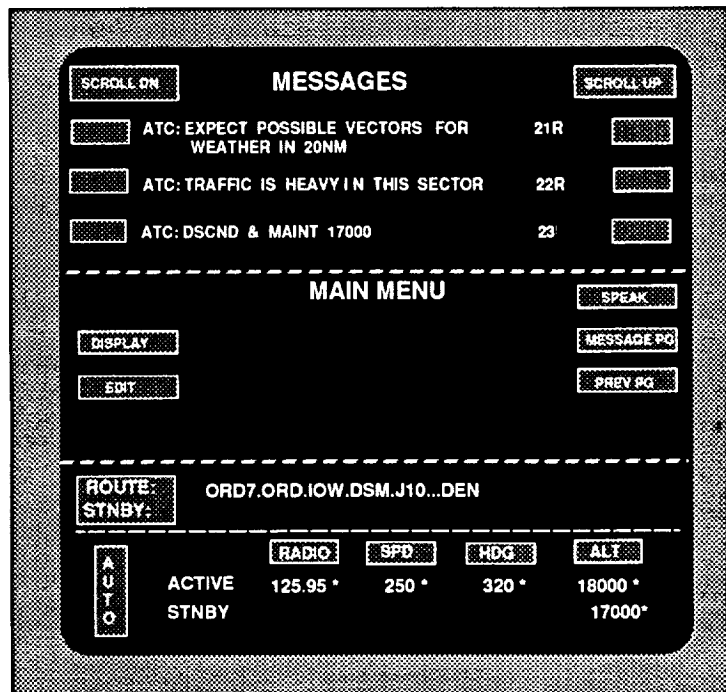 SCROLL DN MESSAGES SCROLL UP
ATC: EXPECT POSSIBLE VECTORS FOR 21R
WEATHER IN 20NM
ATC: TRAFFIC IS HEAVY IN THIS SECTOR 22R
ATC: DSCND & MAINT 17000 23
MAIN MENU
SPEAK
DISPLAY MESSAGE PG
EDIT PREV PG
ROUTE: ORD7.ORD.IOW.DSM.J10...DEN
STNBY:
AUTO
RADIO SPD HDG ALT
ACTIVE 125.95 * 250 * 320 * 18000 *
STNBY 17000*